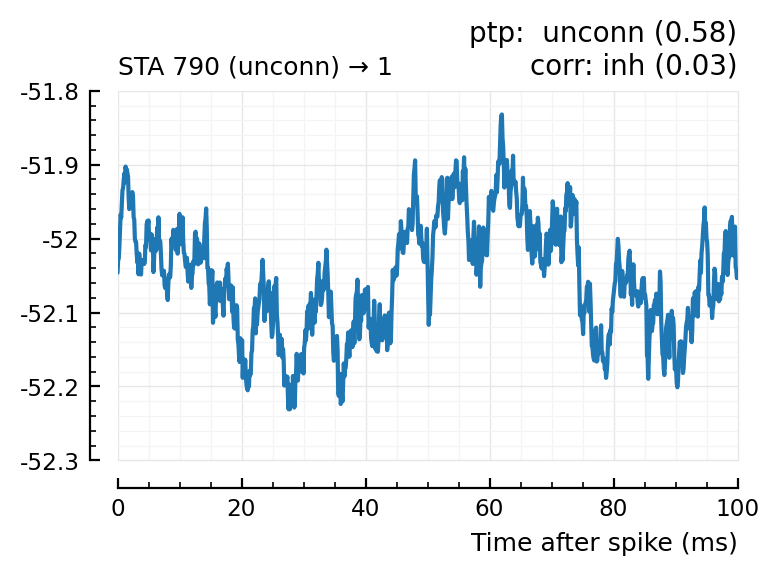 ptp:  unconn (0.58)
STA 790 (unconn) → 1
corr: inh (0.03)
-51.8
-51.9
-52
-52.1
-52.2
-52.3
0 20 40 60 80 100
Time after spike (ms)